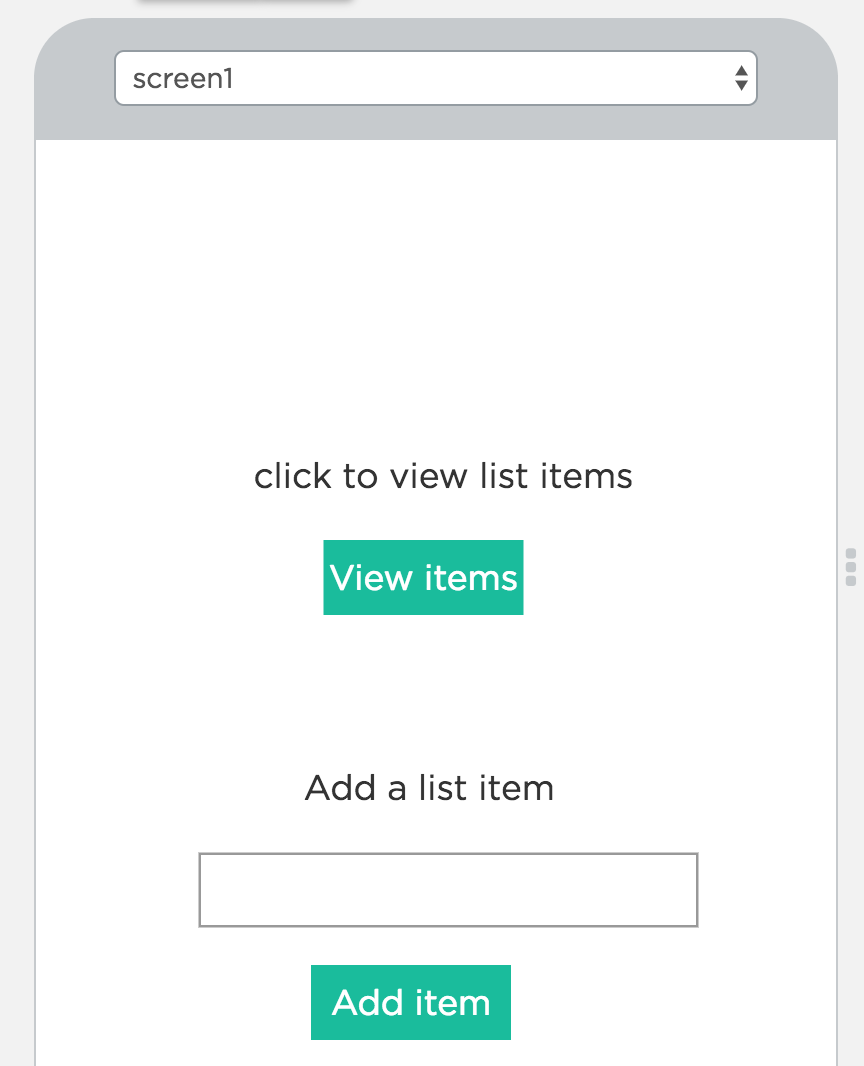 screen1
click to view list items
View items
Add a list item
Add item